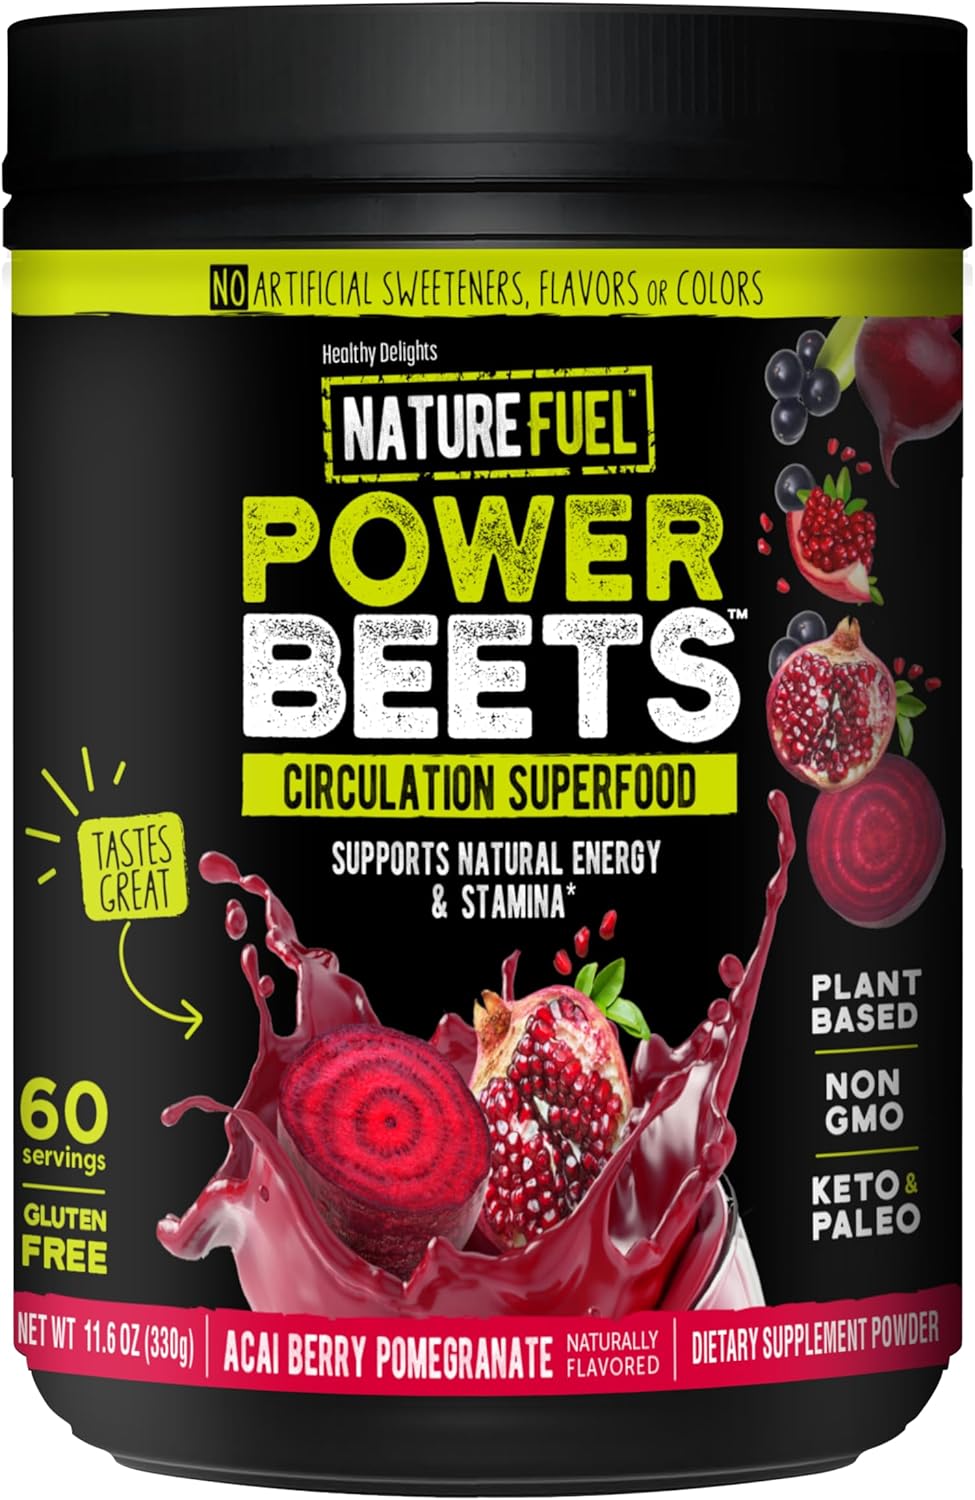 NO ARTIFICIAL SWEETENERS, FLAVORS OR COLORS
Healthy Delights
NATURE FUEL™
POWER
BEETS™
CIRCULATION SUPERFOOD
SUPPORTS NATURAL ENERGY
& STAMINA*
TASTES
GREAT
60
servings
GLUTEN
FREE
PLANT
BASED
NON
GMO
KETO &
PALEO
NET WT 11.6 OZ (330g)
ACAI BERRY POMEGRANATE
NATURALLY
FLAVORED
DIETARY SUPPLEMENT POWDER